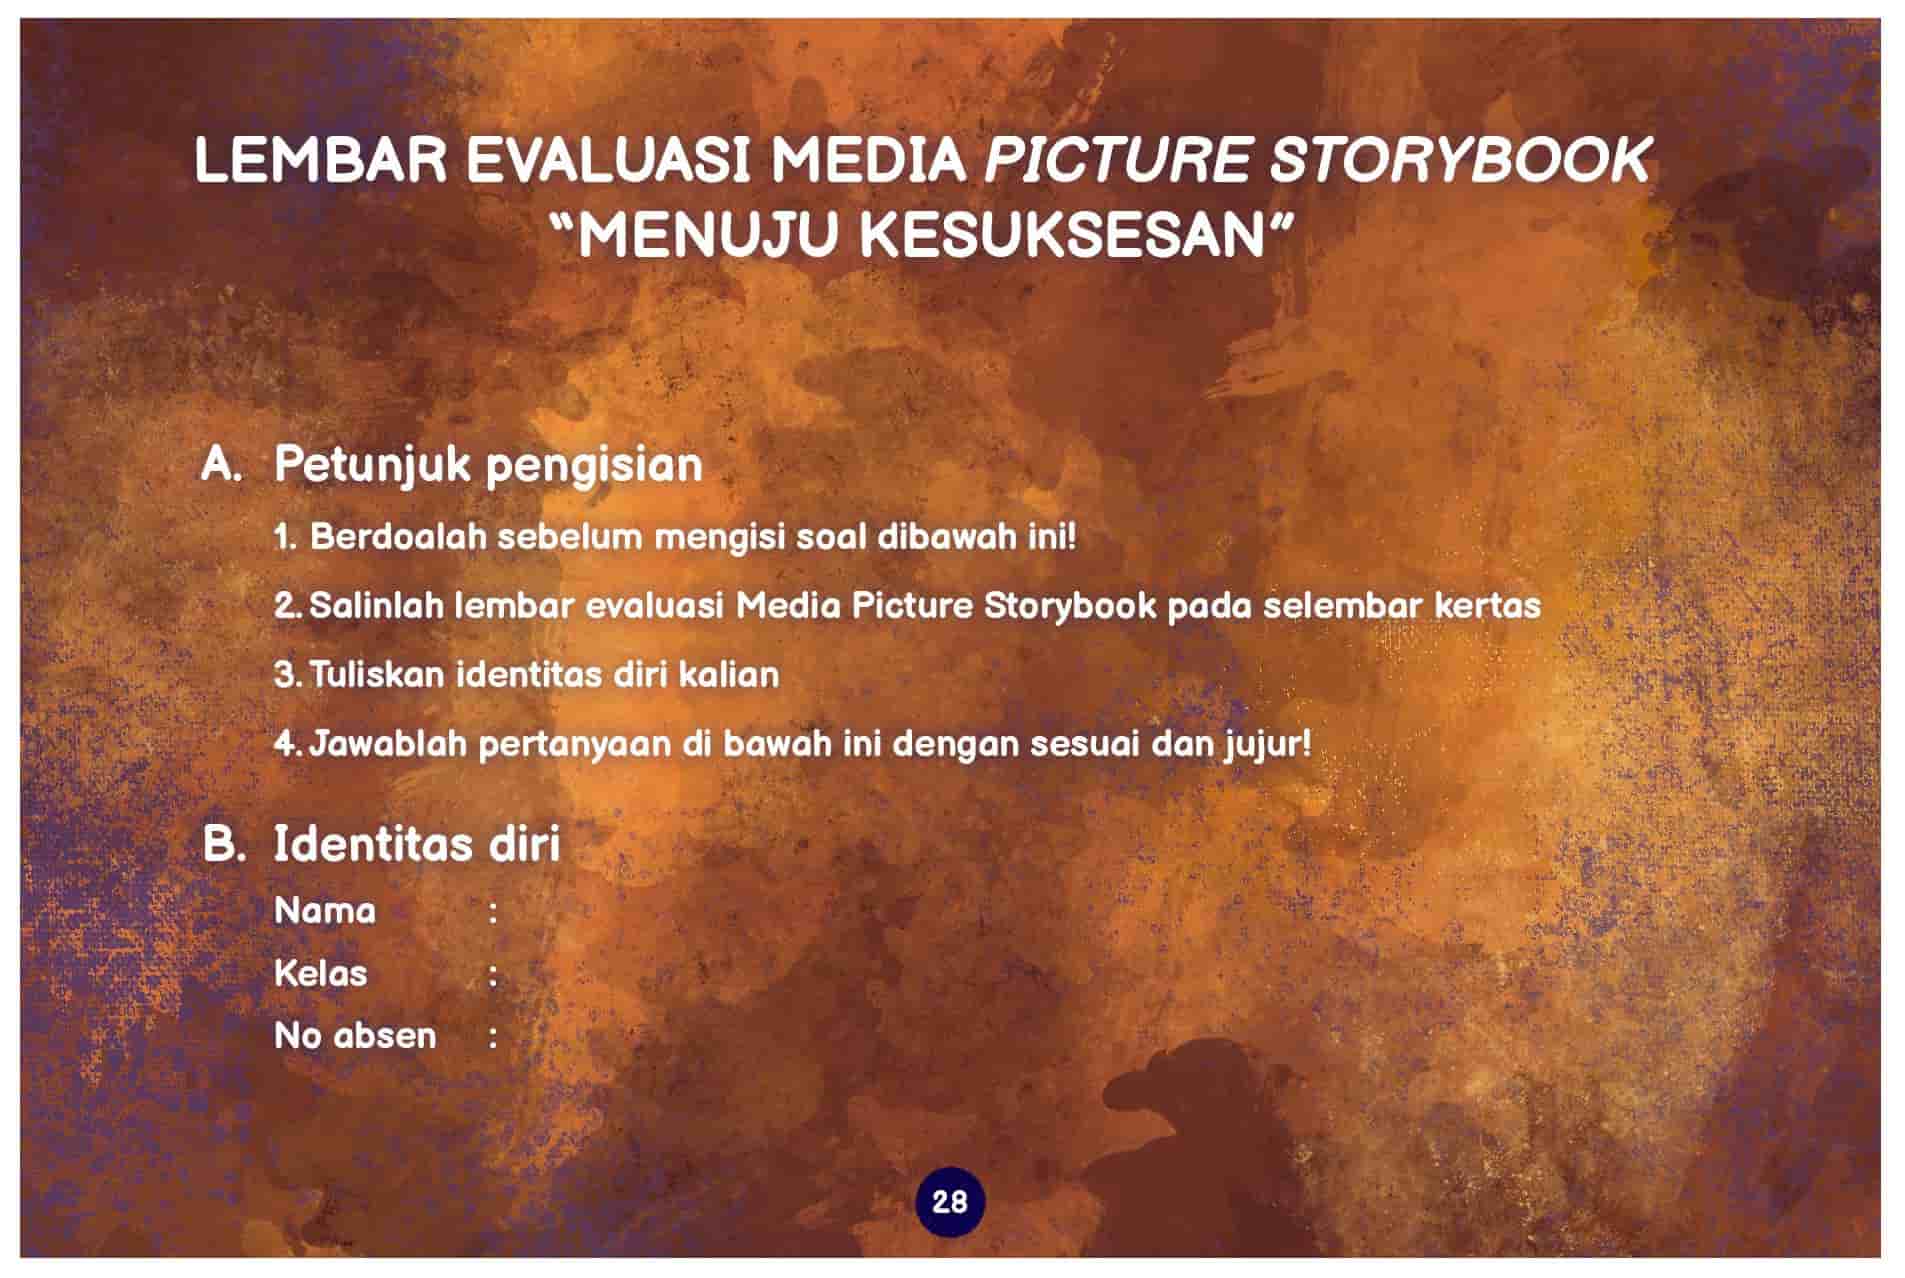 LEMBAR EVALUASI MEDIA PICTURE STORYBOOK
“MENUJU KESUKSESAN”
A. Petunjuk pengisian
1. Berdoalah sebelum mengisi soal dibawah ini!
2. Salinlah lembar evaluasi Media Picture Storybook pada selembar kertas
3. Tuliskan identitas diri kalian
4. Jawablah pertanyaan di bawah ini dengan sesuai dan jujur!
B. Identitas diri
Nama :
Kelas :
No absen :
28